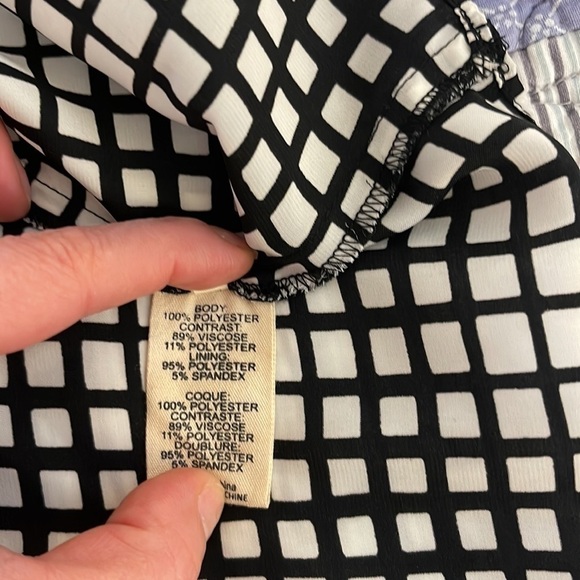 BODY
100% POLYESTER
CONTRAST:
89% VISCOSE
11% POLYESTER
LINING:
95% POLYESTER
5% SPANDEX
COQUE:
100% POLYESTER
CONTRASTE:
89% VISCOSE
11% POLYESTER
DOUBLURE:
95% POLYESTER
5% SPANDEX